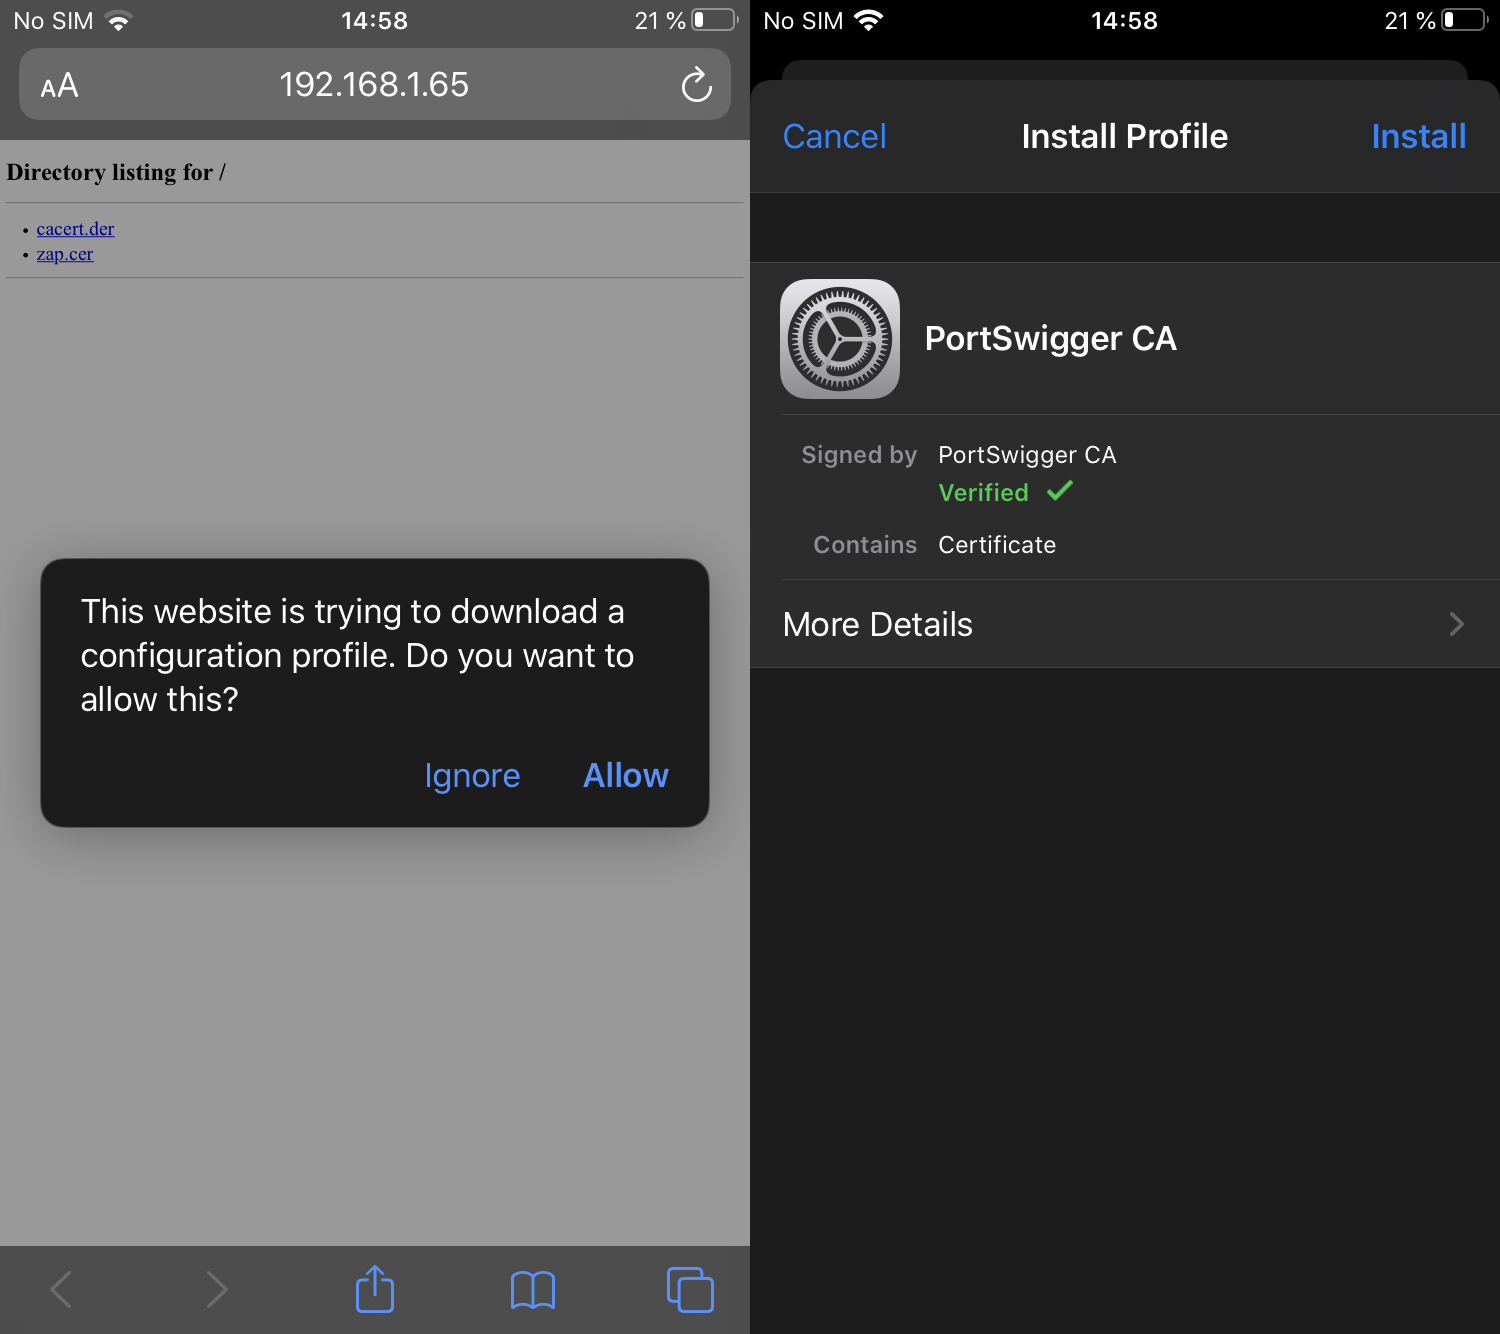 No SIM 14:58 21 %
AA 192.168.1.65
Directory listing for /
• cacert.der
• zap.cer
This website is trying to download a
configuration profile. Do you want to
allow this?
Ignore Allow
No SIM 14:58 21 %
Cancel Install Profile Install
PortSwigger CA
Signed by PortSwigger CA
Verified
Contains Certificate
More Details